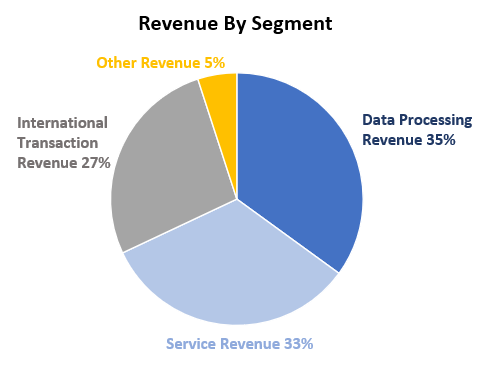 Revenue By Segment
Other Revenue 5%
Data Processing
Revenue 35%
International
Transaction
Revenue 27%
Service Revenue 33%